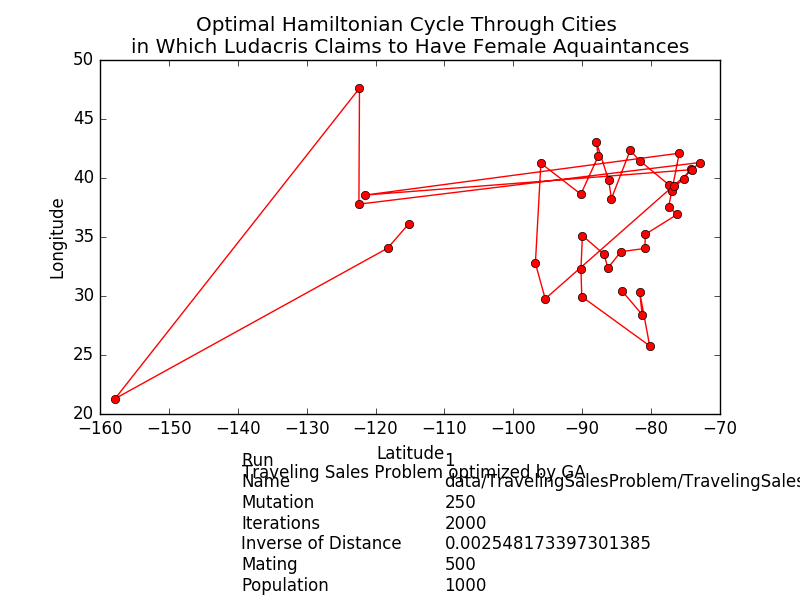 Optimal Hamiltonian Cycle Through Cities
in Which Ludacris Claims to Have Female Aquaintances
50
45
40
35
30
25
20
Longitude
−160 −150 −140 −130 −120 −110 −100 −90 −80 −70
Latitude
Run 1
Traveling Sales Problem optimized by GA
Name data/TravelingSalesProblem/TravelingSales
Mutation 250
Iterations 2000
Inverse of Distance 0.002548173397301385
Mating 500
Population 1000